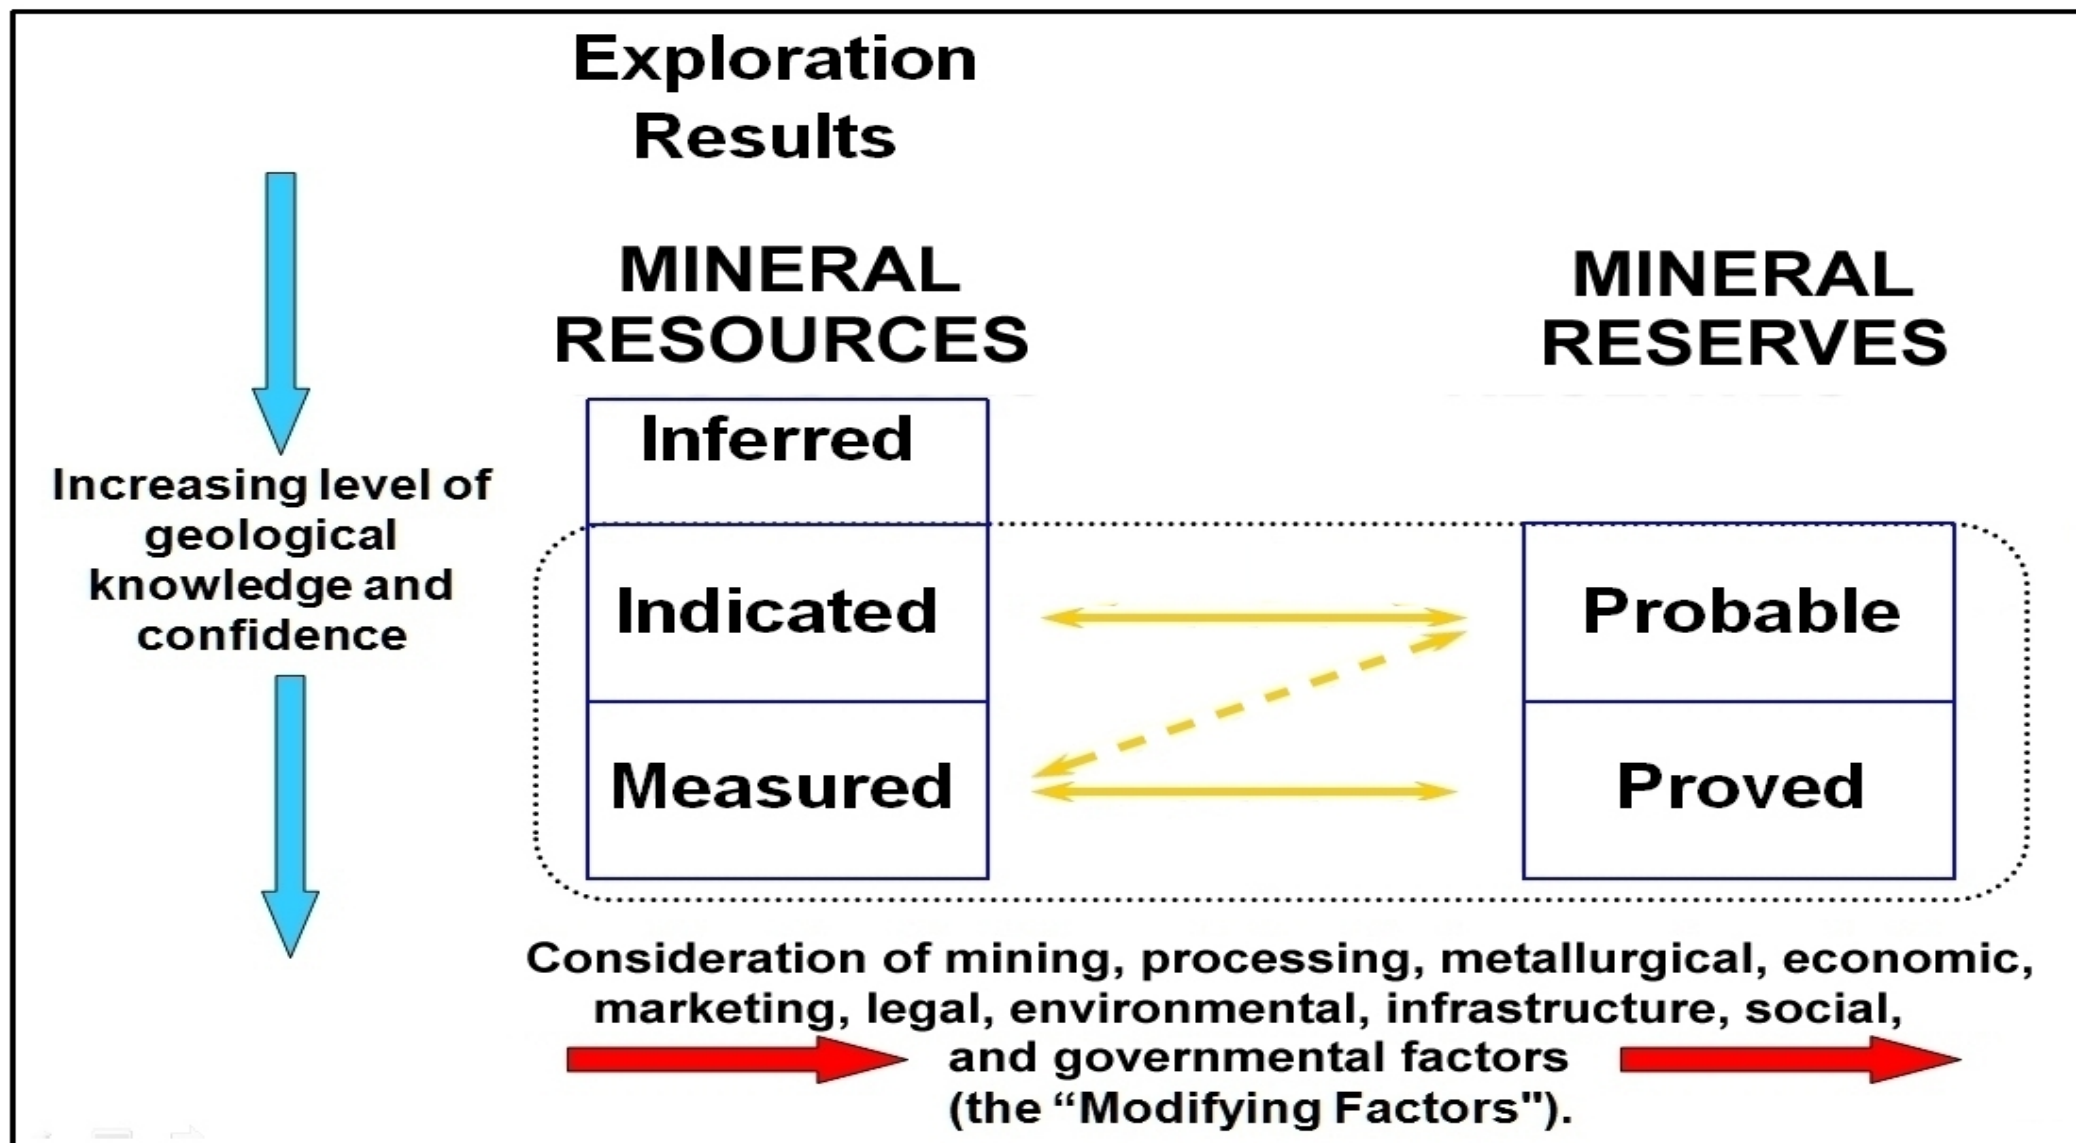 Exploration
Results
MINERAL
RESOURCES
MINERAL
RESERVES
Inferred
Increasing level of
geological
knowledge and
confidence
Indicated
Probable
Measured
Proved
Consideration of mining, processing, metallurgical, economic,
marketing, legal, environmental, infrastructure, social,
and governmental factors
(the “Modifying Factors").